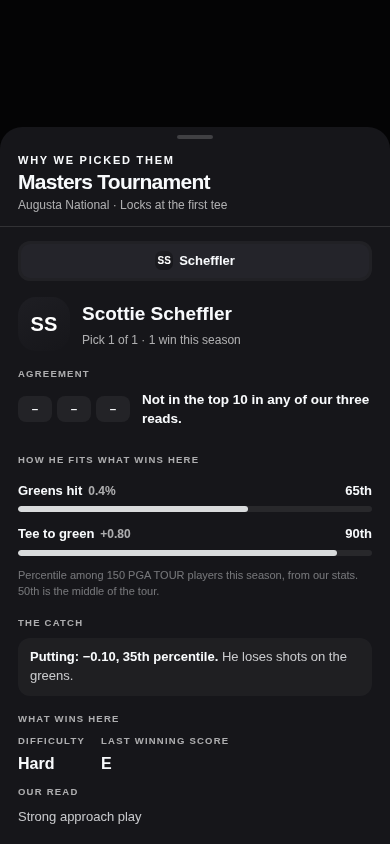 WHY WE PICKED THEM
Masters Tournament
Augusta National · Locks at the first tee
SS Scheffler
SS
Scottie Scheffler
Pick 1 of 1 · 1 win this season
AGREEMENT
– – –
Not in the top 10 in any of our three
reads.
HOW HE FITS WHAT WINS HERE
Greens hit 0.4% 65th
Tee to green +0.80 90th
Percentile among 150 PGA TOUR players this season, from our stats.
50th is the middle of the tour.
THE CATCH
Putting: −0.10, 35th percentile. He loses shots on the
greens.
WHAT WINS HERE
DIFFICULTY LAST WINNING SCORE
Hard E
OUR READ
Strong approach play